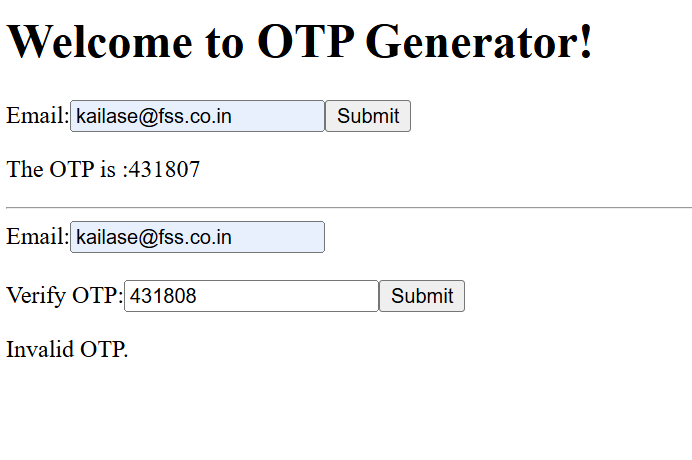 Welcome to OTP Generator!
Email:kailase@fss.co.in Submit
The OTP is :431807
Email:kailase@fss.co.in
Verify OTP:431808 Submit
Invalid OTP.